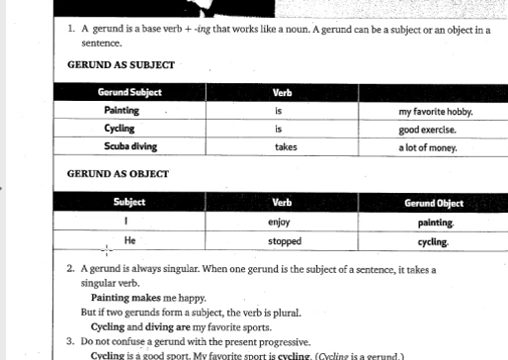 1. A gerund is a base verb + -ing that works like a noun. A gerund can be a subject or an object in a
sentence.
GERUND AS SUBJECT
Gerund Subject Verb
Painting is my favorite hobby.
Cycling is good exercise.
Scuba diving takes a lot of money.
GERUND AS OBJECT
Subject Verb Gerund Object
I enjoy painting.
He stopped cycling.
2. A gerund is always singular. When one gerund is the subject of a sentence, it takes a
singular verb.
Painting makes me happy.
But if two gerunds form a subject, the verb is plural.
Cycling and diving are my favorite sports.
3. Do not confuse a gerund with the present progressive.
Cycling is a good sport. My favorite sport is cycling. (Cycling is a gerund.)